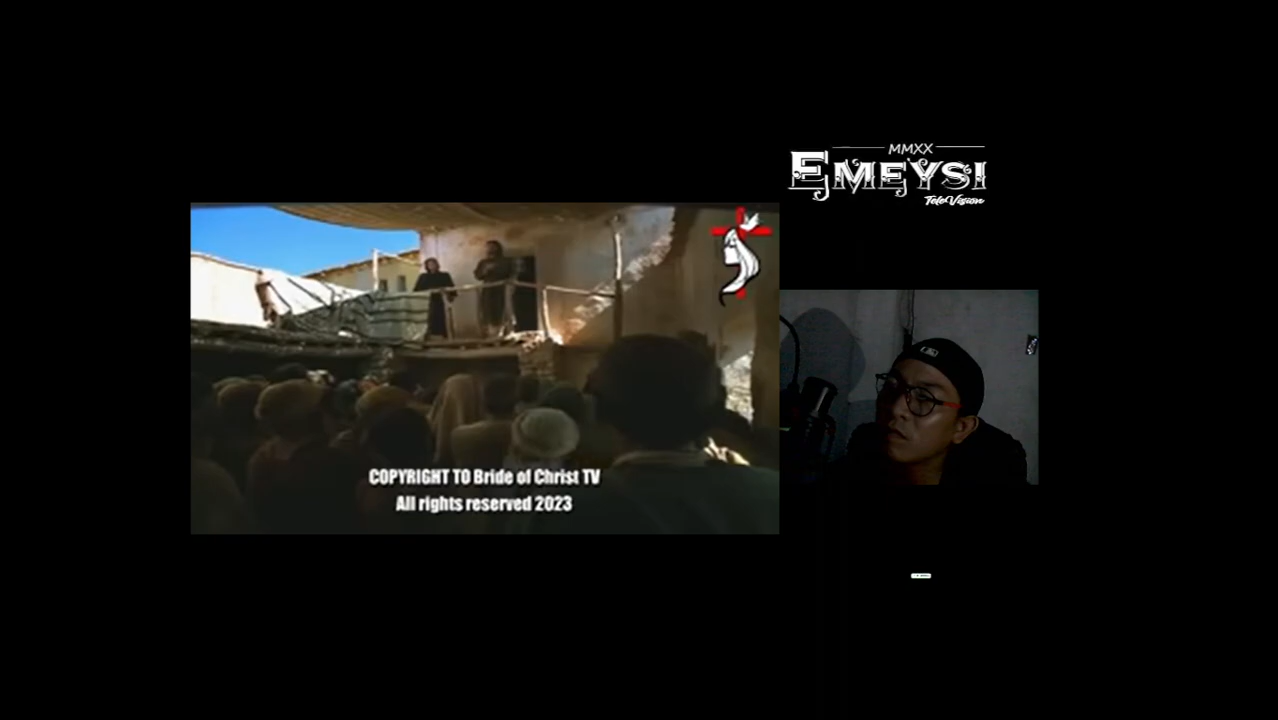 MMXX
EMEYSI
TeleVision
COPYRIGHT TO Bride of Christ TV
All rights reserved 2023